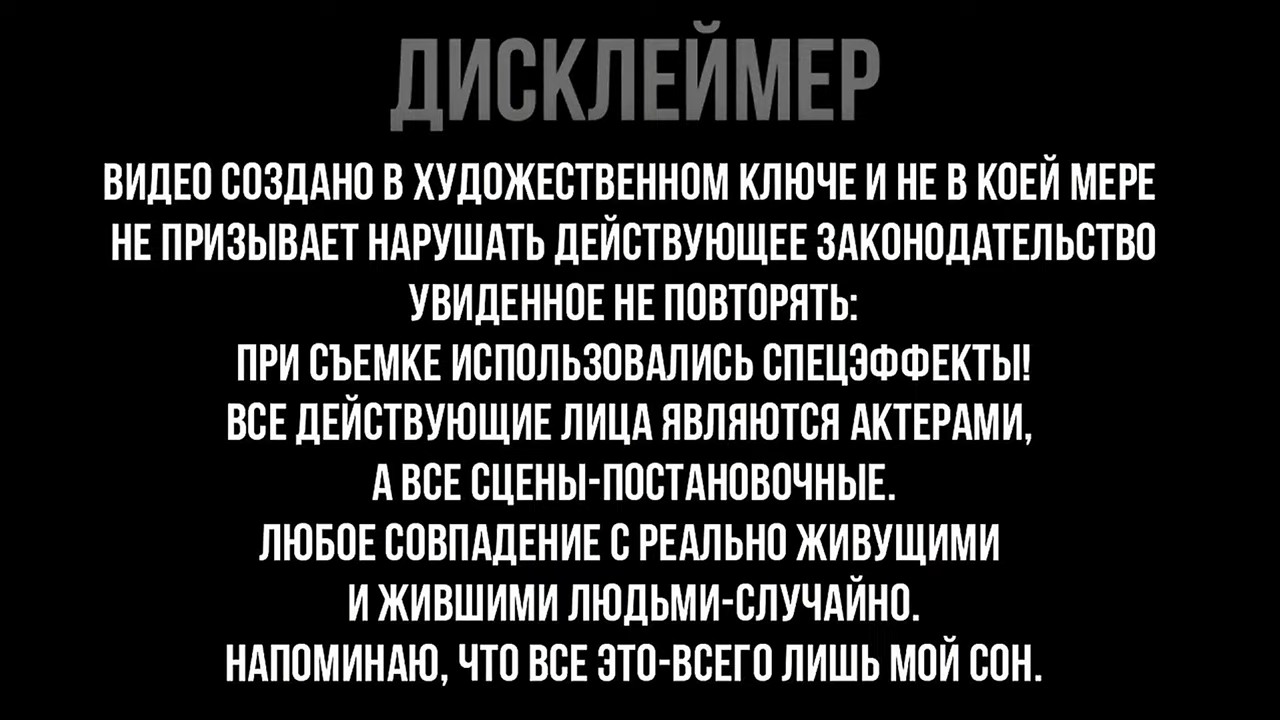 ДИСКЛЕЙМЕР
ВИДЕО СОЗДАНО В ХУДОЖЕСТВЕННОМ КЛЮЧЕ И НЕ В КОЕЙ МЕРЕ
НЕ ПРИЗЫВАЕТ НАРУШАТЬ ДЕЙСТВУЮЩЕЕ ЗАКОНОДАТЕЛЬСТВО
УВИДЕННОЕ НЕ ПОВТОРЯТЬ:
ПРИ СЪЕМКЕ ИСПОЛЬЗОВАЛИСЬ СПЕЦЭФФЕКТЫ!
ВСЕ ДЕЙСТВУЮЩИЕ ЛИЦА ЯВЛЯЮТСЯ АКТЕРАМИ,
А ВСЕ СЦЕНЫ-ПОСТАНОВОЧНЫЕ.
ЛЮБОЕ СОВПАДЕНИЕ С РЕАЛЬНО ЖИВУЩИМИ
И ЖИВШИМИ ЛЮДЬМИ-СЛУЧАЙНО.
НАПОМИНАЮ, ЧТО ВСЕ ЭТО-ВСЕГО ЛИШЬ МОЙ СОН.